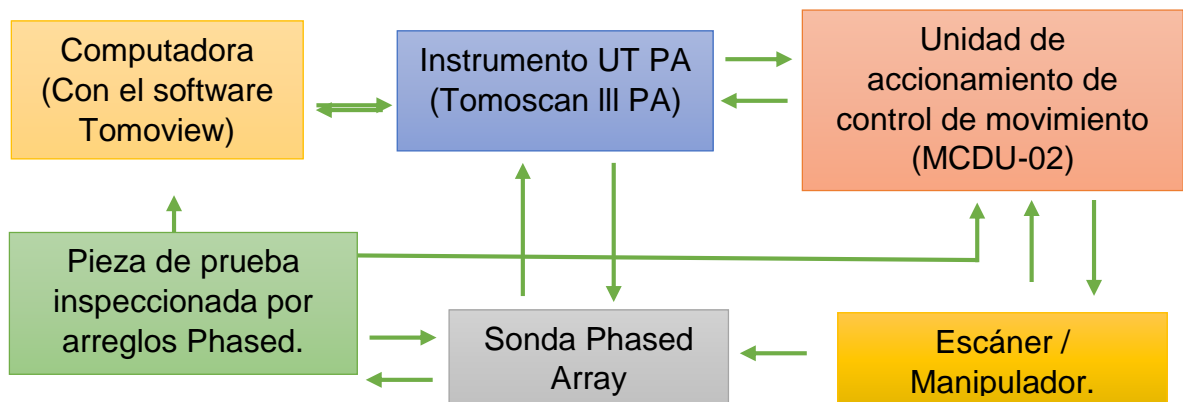 Computadora
(Con el software
Tomoview)
Instrumento UT PA
(Tomoscan lll PA)
Unidad de
accionamiento de
control de movimiento
(MCDU-02)
Pieza de prueba
inspeccionada por
arreglos Phased.
Sonda Phased
Array
Escáner /
Manipulador.